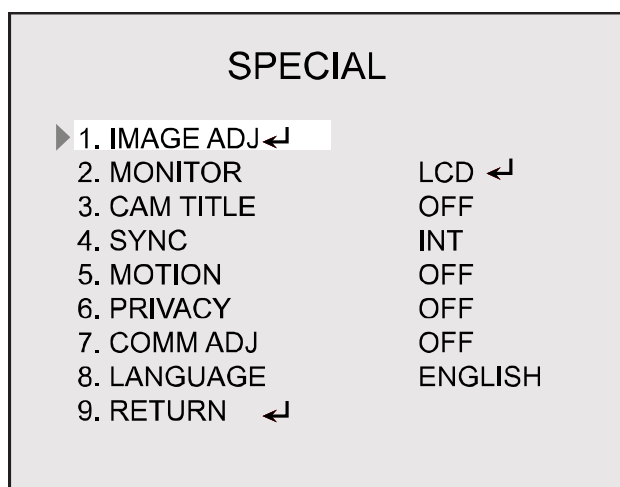 SPECIAL
1. IMAGE ADJ↵
2. MONITOR LCD ↵
3. CAM TITLE OFF
4. SYNC INT
5. MOTION OFF
6. PRIVACY OFF
7. COMM ADJ OFF
8. LANGUAGE ENGLISH
9. RETURN ↵